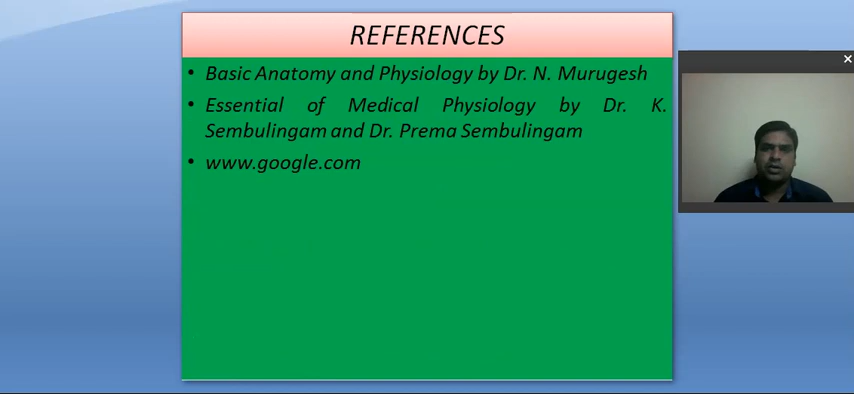 REFERENCES
• Basic Anatomy and Physiology by Dr. N. Murugesh
• Essential of Medical Physiology by Dr. K.
Sembulingam and Dr. Prema Sembulingam
• www.google.com